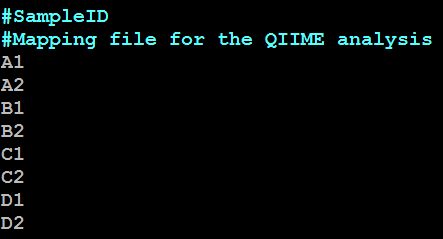 #SampleID
#Mapping file for the QIIME analysis
A1
A2
B1
B2
C1
C2
D1
D2